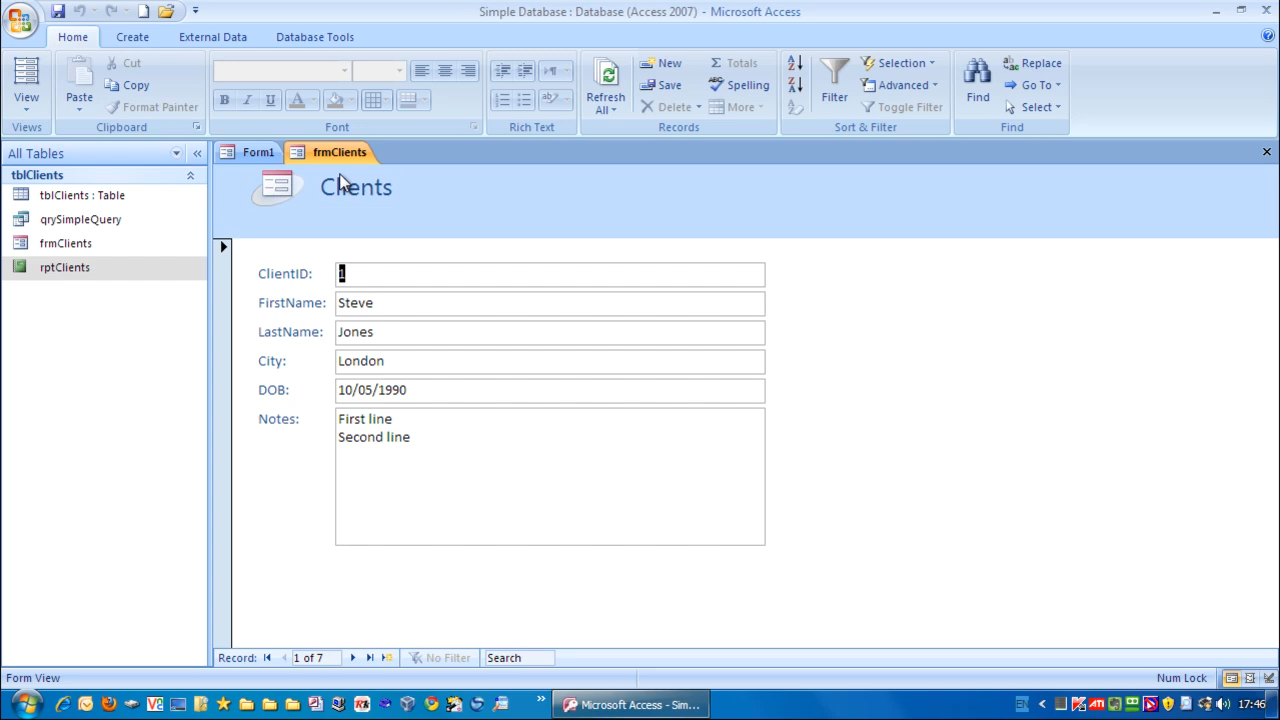 Simple Database : Database (Access 2007) - Microsoft Access
Home Create External Data Database Tools
View
Views
Paste
Cut
Copy
Format Painter
Clipboard
B I U A
Font
Rich Text
Refresh All
New
Save
Delete
Totals
Spelling
More
Records
Filter
Selection
Advanced
Toggle Filter
Sort & Filter
Find
Replace
Go To
Select
Find
All Tables
tblClients
tblClients : Table
qrySimpleQuery
frmClients
rptClients
Form1 frmClients
Clients
ClientID: 1
FirstName: Steve
LastName: Jones
City: London
DOB: 10/05/1990
Notes: First line
Second line
Record: 1 of 7 No Filter Search
Form View Num Lock
Microsoft Access - Sim...
EN
17:46